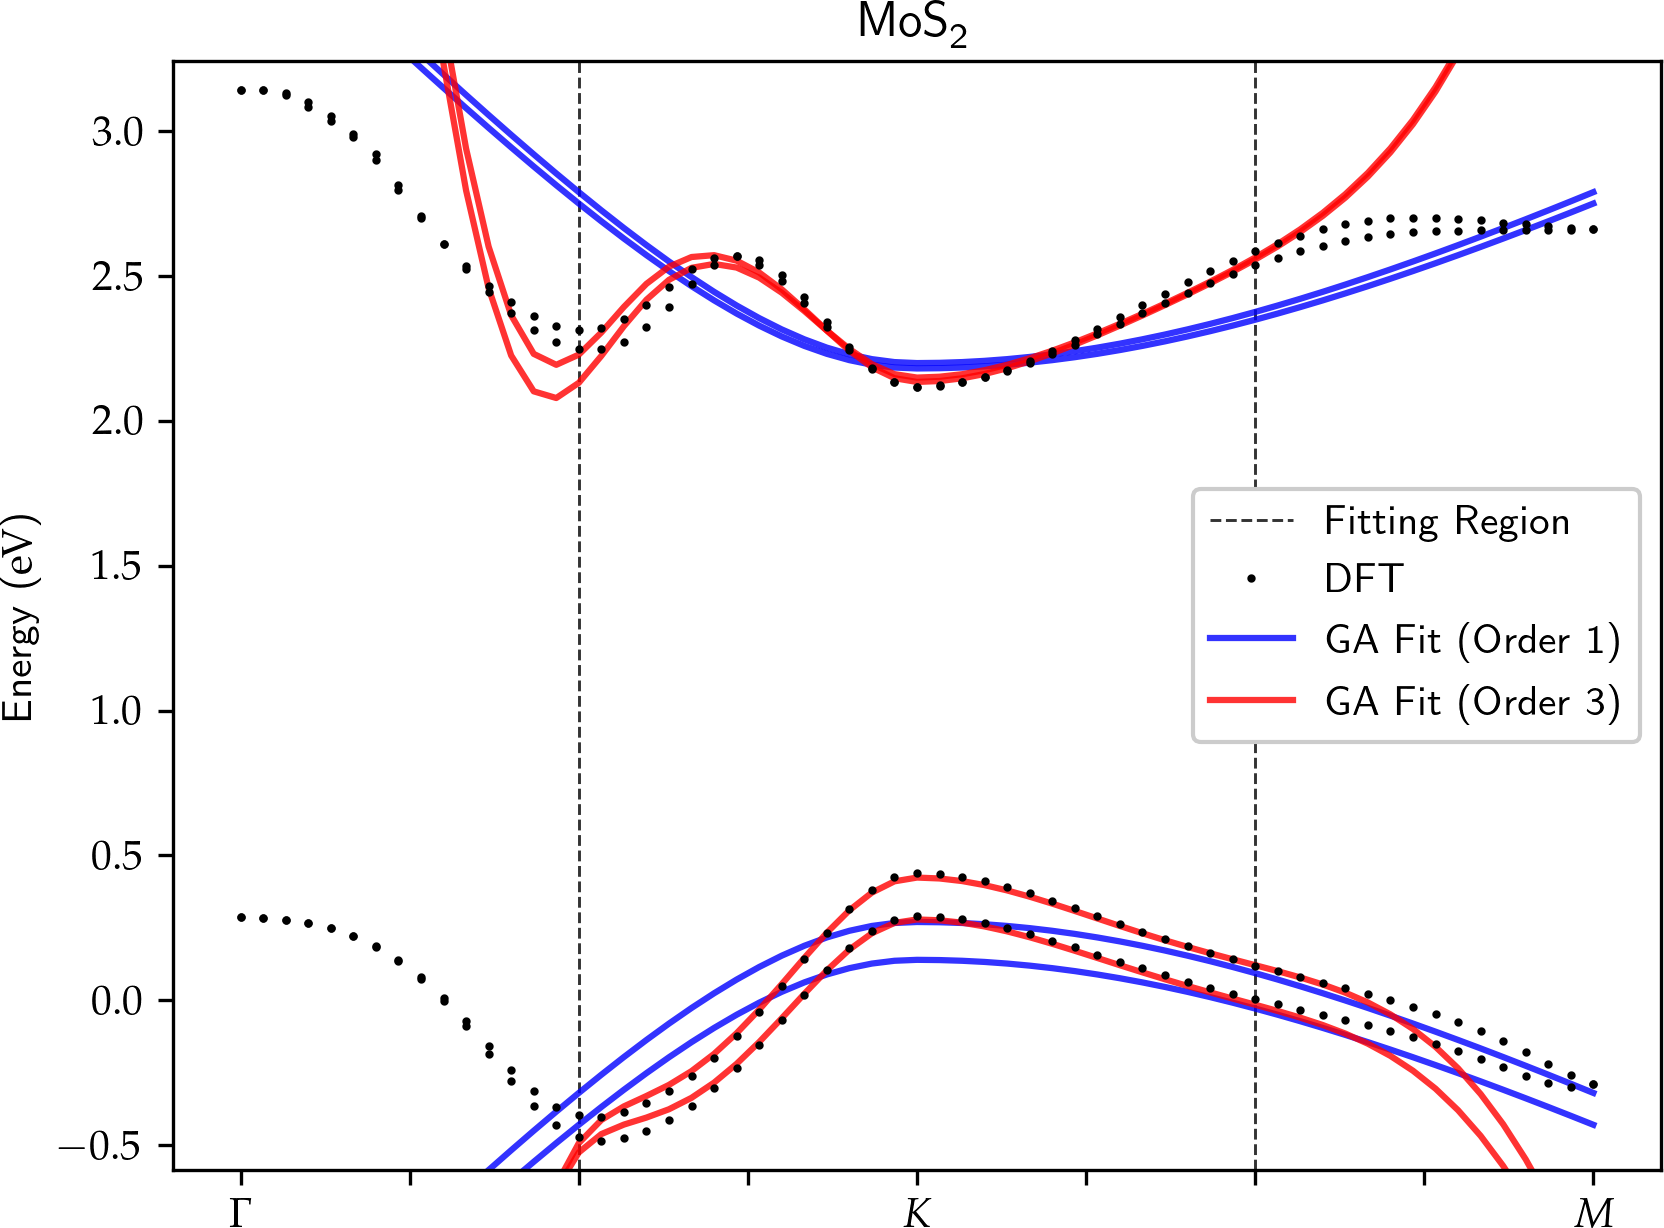 MoS₂
3.0
2.5
2.0
1.5
1.0
0.5
0.0
−0.5
Energy (eV)
Fitting Region
DFT
GA Fit (Order 1)
GA Fit (Order 3)
Γ
K
M